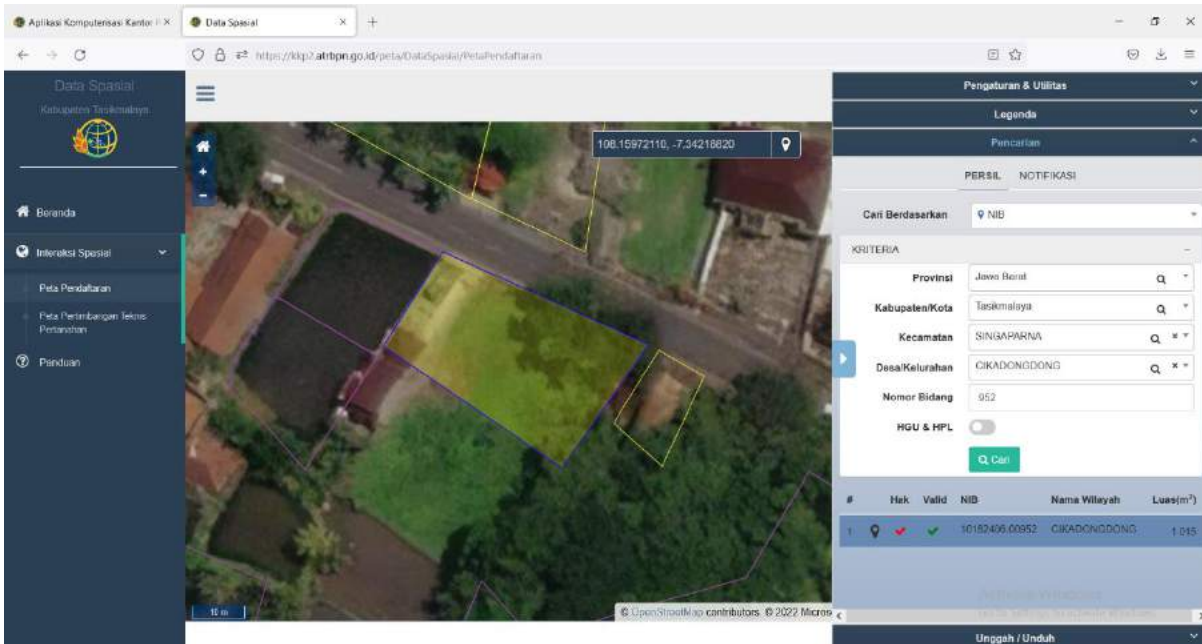 Aplikasi Komputerisasi Kantor
Data Spasial
https://kkp2.atrbpn.go.id/peta/DataSpasial/PetaPendaftaran
Data Spasial
Kabupaten Tasikmalaya
Beranda
Interaksi Spasial
Peta Pendaftaran
Peta Pertimbangan Teknis
Pertanahan
Panduan
108.15972110, -7.34218820
10 m
© OpenStreetMap contributors. © 2022 Micros
Pengaturan & Utilitas
Legenda
Pencarian
PERSIL NOTIFIKASI
Cari Berdasarkan NIB
KRITERIA
Provinsi Jawa Barat
Kabupaten/Kota Tasikmalaya
Kecamatan SINGAPARNA
Desa/Kelurahan CIKADONGDONG
Nomor Bidang 952
HGU & HPL
Cari
# Hak Valid NIB Nama Wilayah Luas(m²)
1 10182406.00952 CIKADONGDONG 1.015
Unggah / Unduh